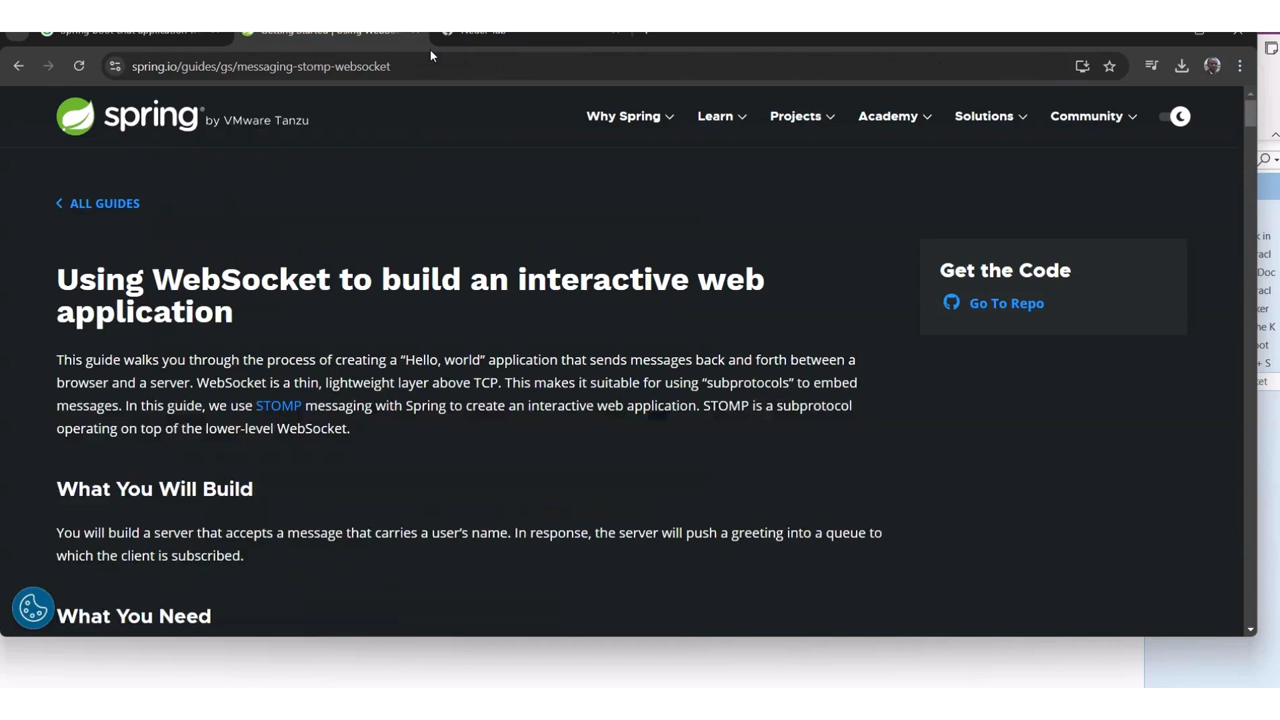 spring.io/guides/gs/messaging-stomp-websocket
spring by VMware Tanzu
Why Spring
Learn
Projects
Academy
Solutions
Community
ALL GUIDES
Using WebSocket to build an interactive web
application
This guide walks you through the process of creating a “Hello, world” application that sends messages back and forth between a
browser and a server. WebSocket is a thin, lightweight layer above TCP. This makes it suitable for using “subprotocols” to embed
messages. In this guide, we use STOMP messaging with Spring to create an interactive web application. STOMP is a subprotocol
operating on top of the lower-level WebSocket.
Get the Code
Go To Repo
What You Will Build
You will build a server that accepts a message that carries a user’s name. In response, the server will push a greeting into a queue to
which the client is subscribed.
What You Need